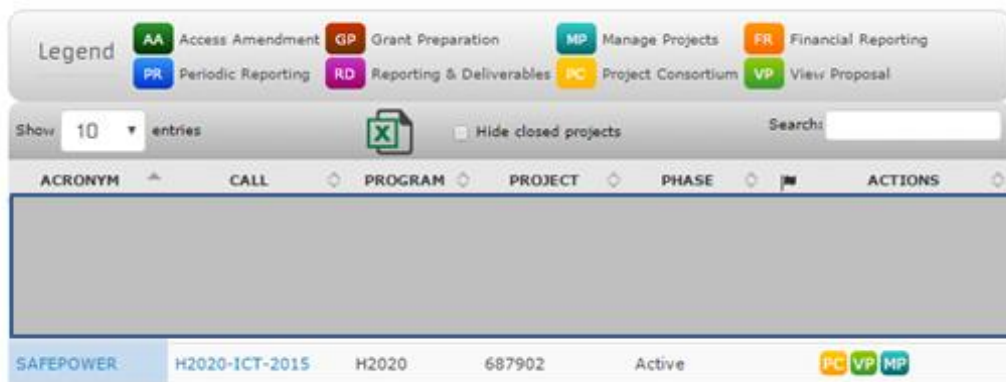 Legend AA Access Amendment GP Grant Preparation MP Manage Projects FR Financial Reporting
PR Periodic Reporting RD Reporting & Deliverables PC Project Consortium VP View Proposal
Show 10 entries Hide closed projects Search:
ACRONYM CALL PROGRAM PROJECT PHASE ACTIONS
SAFEPOWER H2020-ICT-2015 H2020 687902 Active PC VP MP